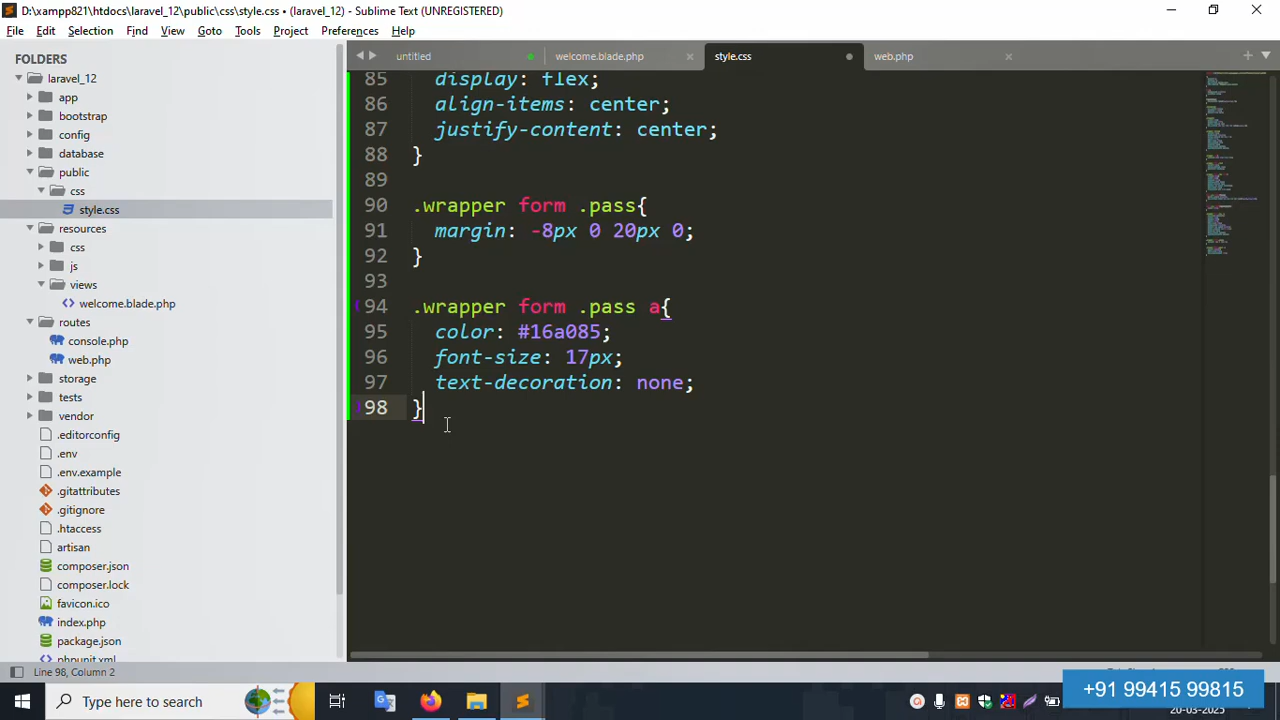 D:\xampp821\htdocs\laravel_12\public\css\style.css • (laravel_12) - Sublime Text (UNREGISTERED)
File Edit Selection Find View Goto Tools Project Preferences Help
FOLDERS
laravel_12
app
bootstrap
config
database
public
css
style.css
resources
css
js
views
welcome.blade.php
routes
console.php
web.php
storage
tests
vendor
.editorconfig
.env
.env.example
.gitattributes
.gitignore
.htaccess
artisan
composer.json
composer.lock
favicon.ico
index.php
package.json
phpunit.xml
untitled welcome.blade.php style.css web.php
85 display: flex;
86 align-items: center;
87 justify-content: center;
88 }
89
90 .wrapper form .pass{
91 margin: -8px 0 20px 0;
92 }
93
94 .wrapper form .pass a{
95 color: #16a085;
96 font-size: 17px;
97 text-decoration: none;
98 }
Line 98, Column 2
Type here to search
+91 99415 99815
20-03-2025